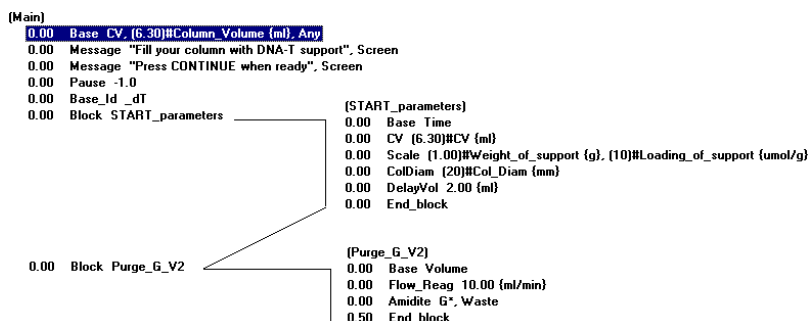 (Main)
0.00 Base CV, (6.30)#Column_Volume {ml}, Any
0.00 Message "Fill your column with DNA-T support", Screen
0.00 Message "Press CONTINUE when ready", Screen
0.00 Pause -1.0
0.00 Base_Id _dT
0.00 Block START_parameters
(START_parameters)
0.00 Base Time
0.00 CV (6.30)#CV {ml}
0.00 Scale (1.00)#Weight_of_support {g}, (10)#Loading_of_support {umol/g}
0.00 ColDiam (20)#Col_Diam {mm}
0.00 DelayVol 2.00 {ml}
0.00 End_block
0.00 Block Purge_G_V2
(Purge_G_V2)
0.00 Base Volume
0.00 Flow_Reag 10.00 {ml/min}
0.00 Amidite G*, Waste
0.50 End_block